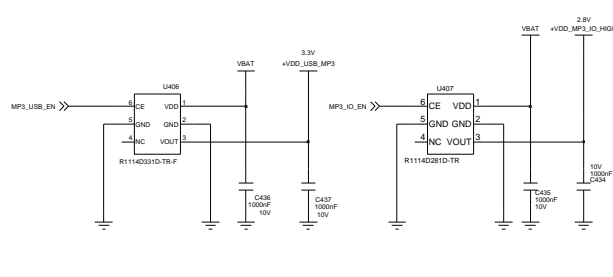 3.3V
VBAT
+VDD_USB_MP3
U406
MP3_USB_EN
6 CE VDD 1
5 GND GND 2
4 NC VOUT 3
R1114D331D-TR-F
C436
1000nF
10V
C437
1000nF
10V
2.8V
VBAT
+VDD_MP3_IO_HIG
U407
MP3_IO_EN
6 CE VDD 1
5 GND GND 2
4 NC VOUT 3
R1114D281D-TR
C435
1000nF
10V
10V
1000nF
C434